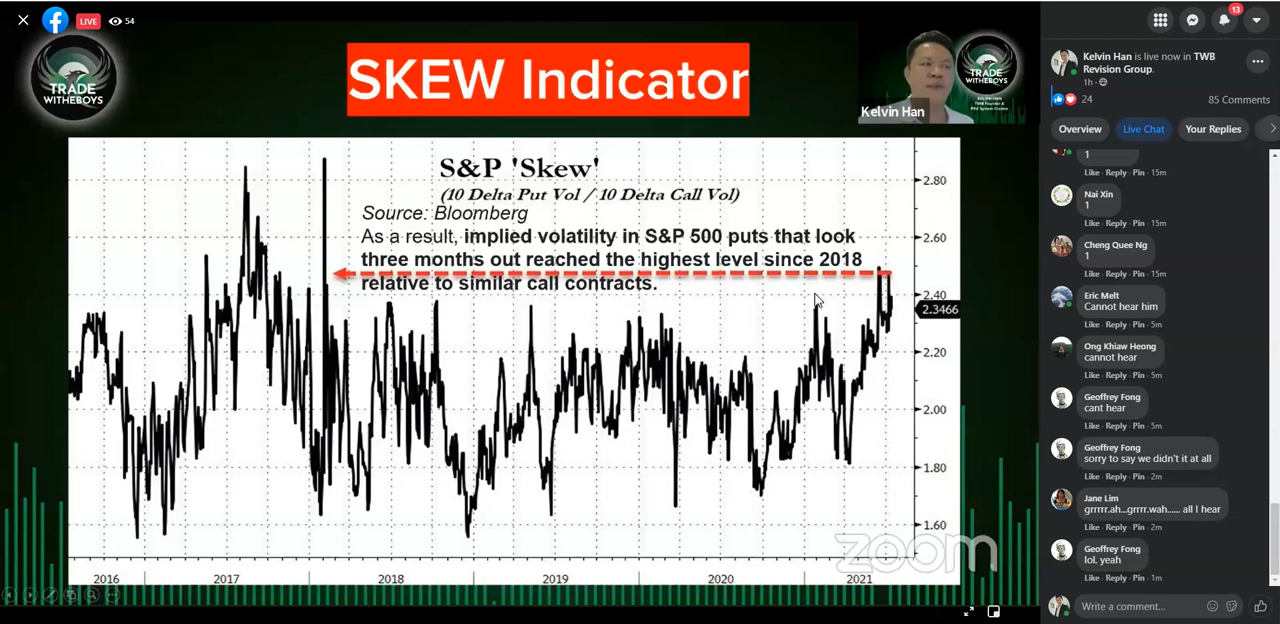 LIVE
54
TRADE
WITHEBOYS
SKEW Indicator
TRADE
WITHEBOYS
Kelvin Han
S&P 'Skew'
(10 Delta Put Vol / 10 Delta Call Vol)
Source: Bloomberg
As a result, implied volatility in S&P 500 puts that look
three months out reached the highest level since 2018
relative to similar call contracts.
2.80
2.60
2.40
2.3466
2.20
2.00
1.80
1.60
2016
2017
2018
2019
2020
2021
zoom
13
Kelvin Han is live now in TWB
Revision Group.
1h
24
85 Comments
Overview
Live Chat
Your Replies
1
Like · Reply · Pin · 15m
Nai Xin
1
Like · Reply · Pin · 15m
Cheng Quee Ng
1
Like · Reply · Pin · 15m
Eric Melt
Cannot hear him
Like · Reply · Pin · 5m
Ong Khiaw Heong
cannot hear
Like · Reply · Pin · 5m
Geoffrey Fong
cant hear
Like · Reply · Pin · 5m
Geoffrey Fong
sorry to say we didn't it at all
Like · Reply · Pin · 2m
Jane Lim
grrrrr.ah...grrrr.wah...... all I hear
Like · Reply · Pin · 2m
Geoffrey Fong
lol. yeah
Like · Reply · Pin · 1m
Write a comment...